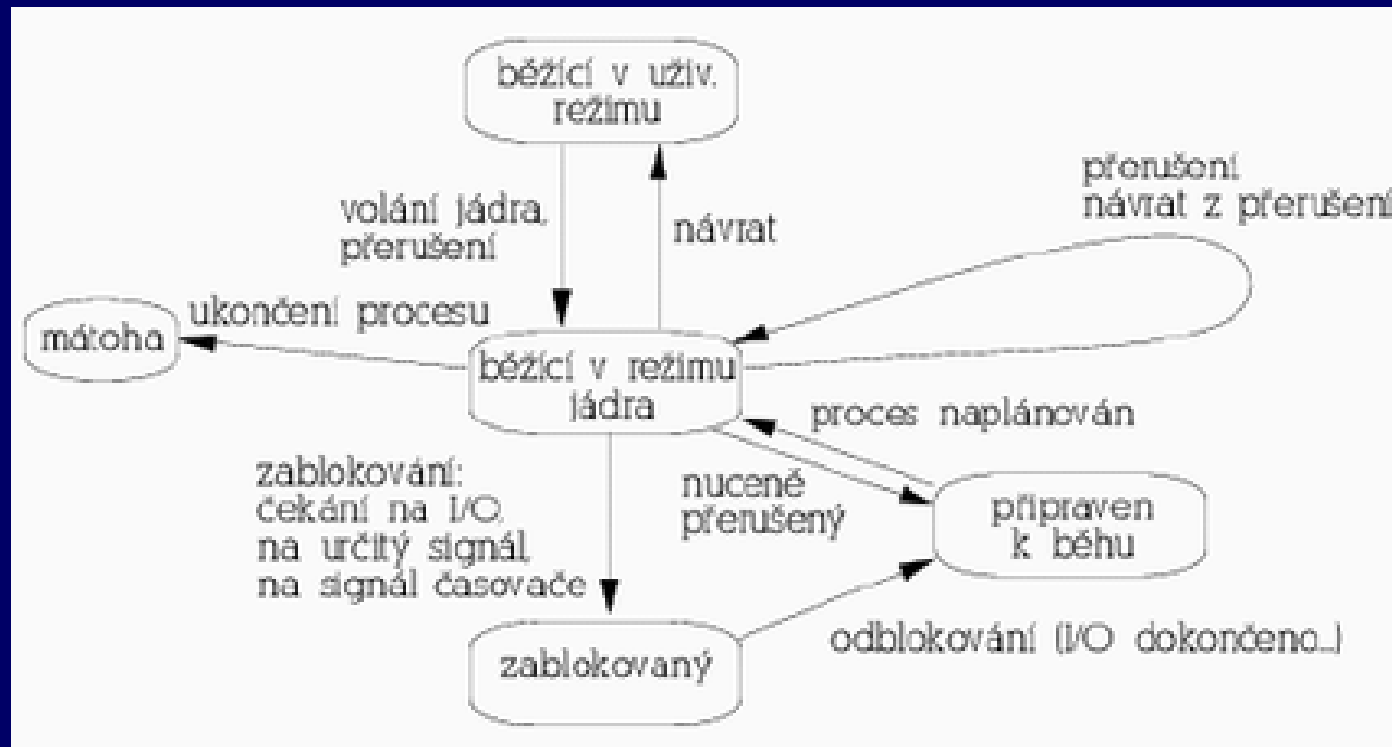 běžící v uživ.
režimu
přerušení
návrat z přerušení
volání jádra,
přerušení
návrat
ukončení procesu
mátoha
běžící v režimu
jádra
proces naplánován
zablokování:
čekání na I/O,
na určitý signál,
na signál časovače
nuceně
přerušený
připraven
k běhu
zablokovaný
odblokování (I/O dokončeno...)